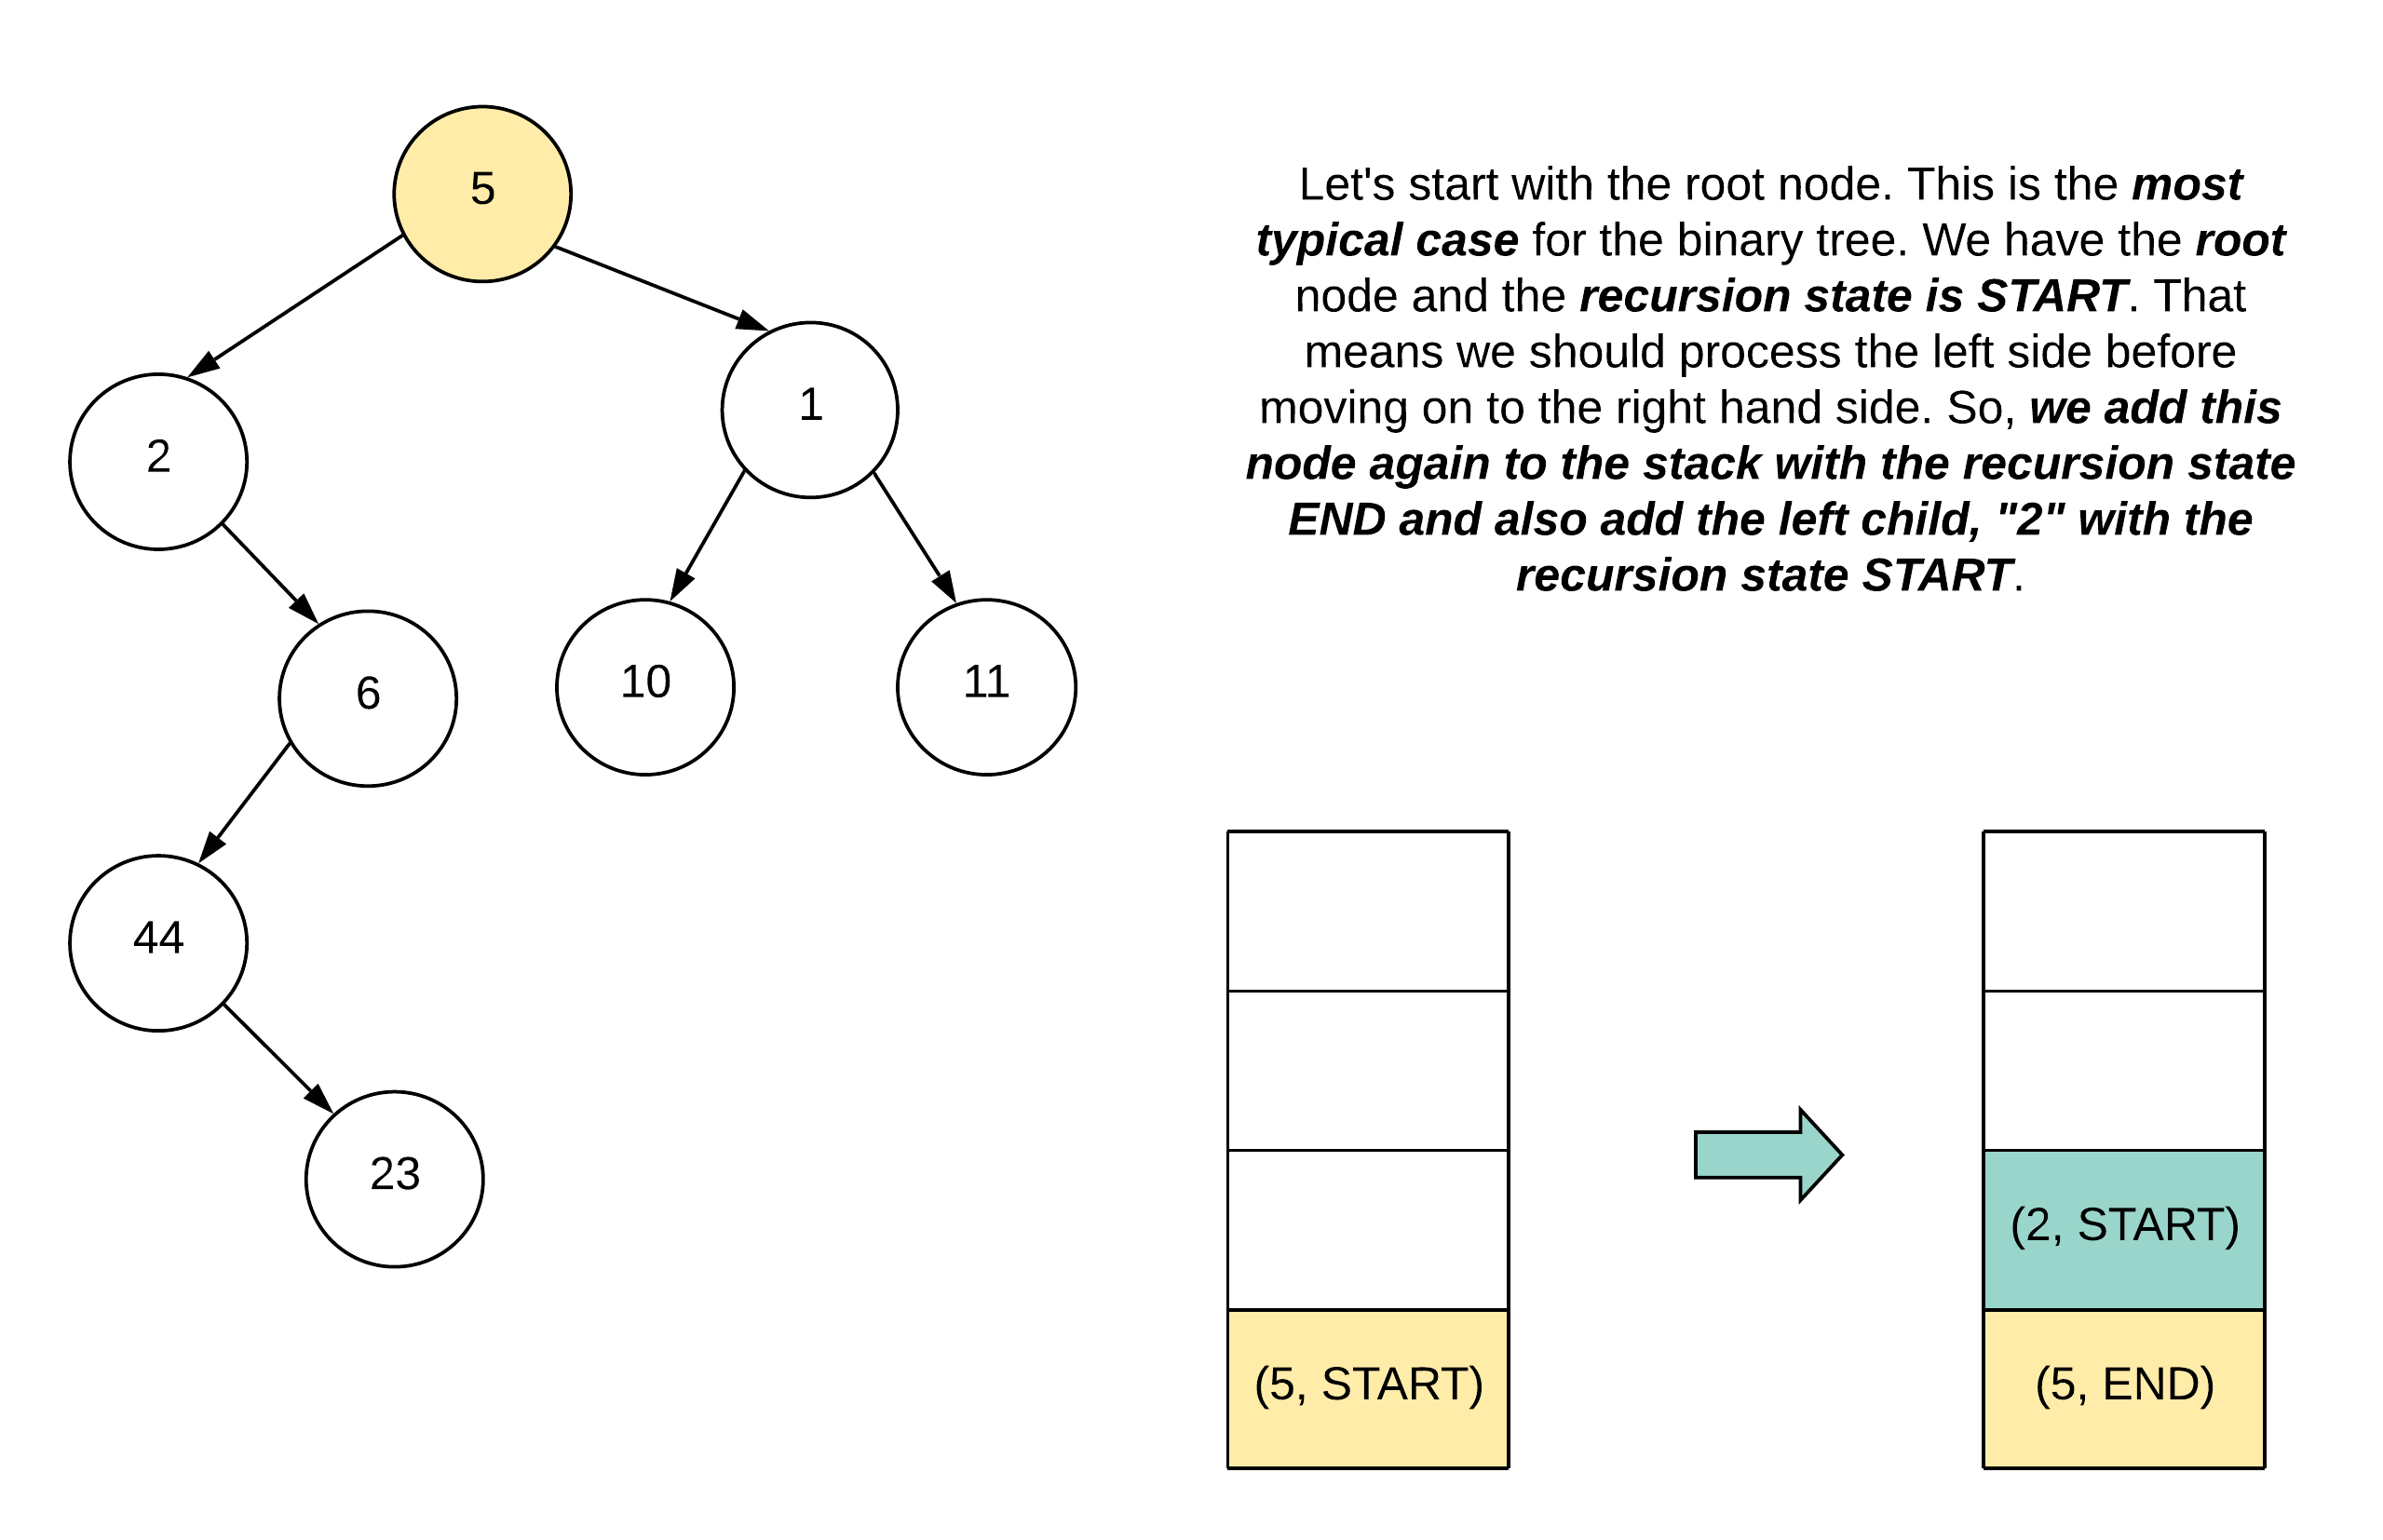 5
Let's start with the root node. This is the most
typical case for the binary tree. We have the root
node and the recursion state is START. That
means we should process the left side before
moving on to the right hand side. So, we add this
node again to the stack with the recursion state
END and also add the left child, "2" with the
recursion state START.
1
2
6
10
11
44
23
(2, START)
(5, START)
(5, END)